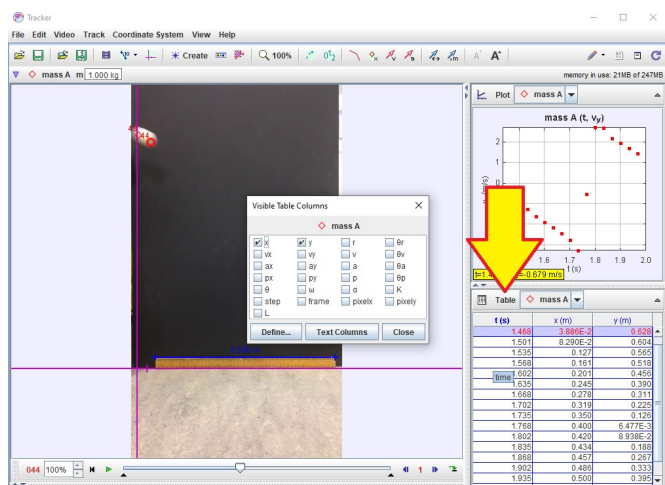 Tracker
File Edit Video Track Coordinate System View Help
Create 100%
mass A m 1.000 kg
memory in use: 21MB of 247MB
Plot mass A
mass A (t, vy)
2
1
0
(m/s)
1.6 1.7 1.8 1.9 2.0
t (s)
=-0.679 m/s
44
Visible Table Columns
mass A
x y r θr
vx vy v θv
ax ay a θa
px py p θp
θ ω α K
step frame pixelx pixely
L
Define... Text Columns Close
Table mass A
t (s) x (m) y (m)
1.468 3.886E-2 0.628
1.501 8.290E-2 0.604
1.535 0.127 0.565
1.568 0.161 0.518
1.602 0.201 0.456
time 1.635 0.245 0.390
1.668 0.278 0.311
1.702 0.319 0.225
1.735 0.350 0.126
1.768 0.400 6.477E-3
1.802 0.420 8.938E-2
1.835 0.434 0.188
1.868 0.457 0.267
1.902 0.486 0.333
1.935 0.500 0.395
044 100% 1